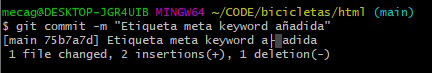 mecag@DESKTOP-JGR4UIB MINGW64 ~/CODE/bicicletas/html (main)
$ git commit -m "Etiqueta meta keyword añadida"
[main 75b7a7d] Etiqueta meta keyword a├▒adida
 1 file changed, 2 insertions(+), 1 deletion(-)